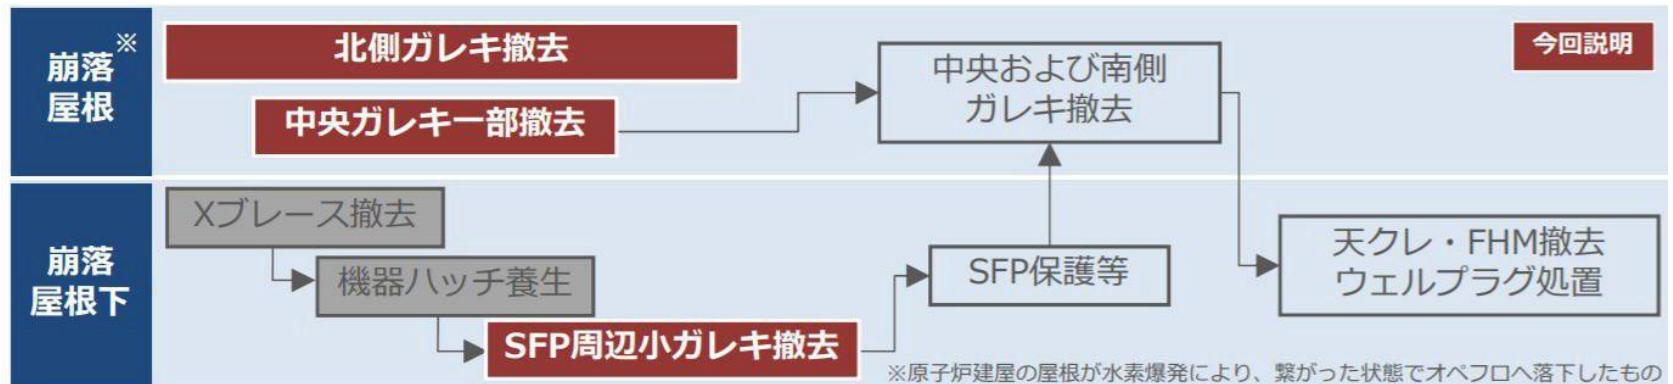 崩落※
屋根
北側ガレキ撤去
中央ガレキ一部撤去
中央および南側
ガレキ撤去
今回説明
崩落
屋根下
Xブレース撤去
機器ハッチ養生
SFP周辺小ガレキ撤去
SFP保護等
天クレ・FHM撤去
ウェルプラグ処置
※原子炉建屋の屋根が水素爆発により、繋がった状態でオペフロへ落下したもの